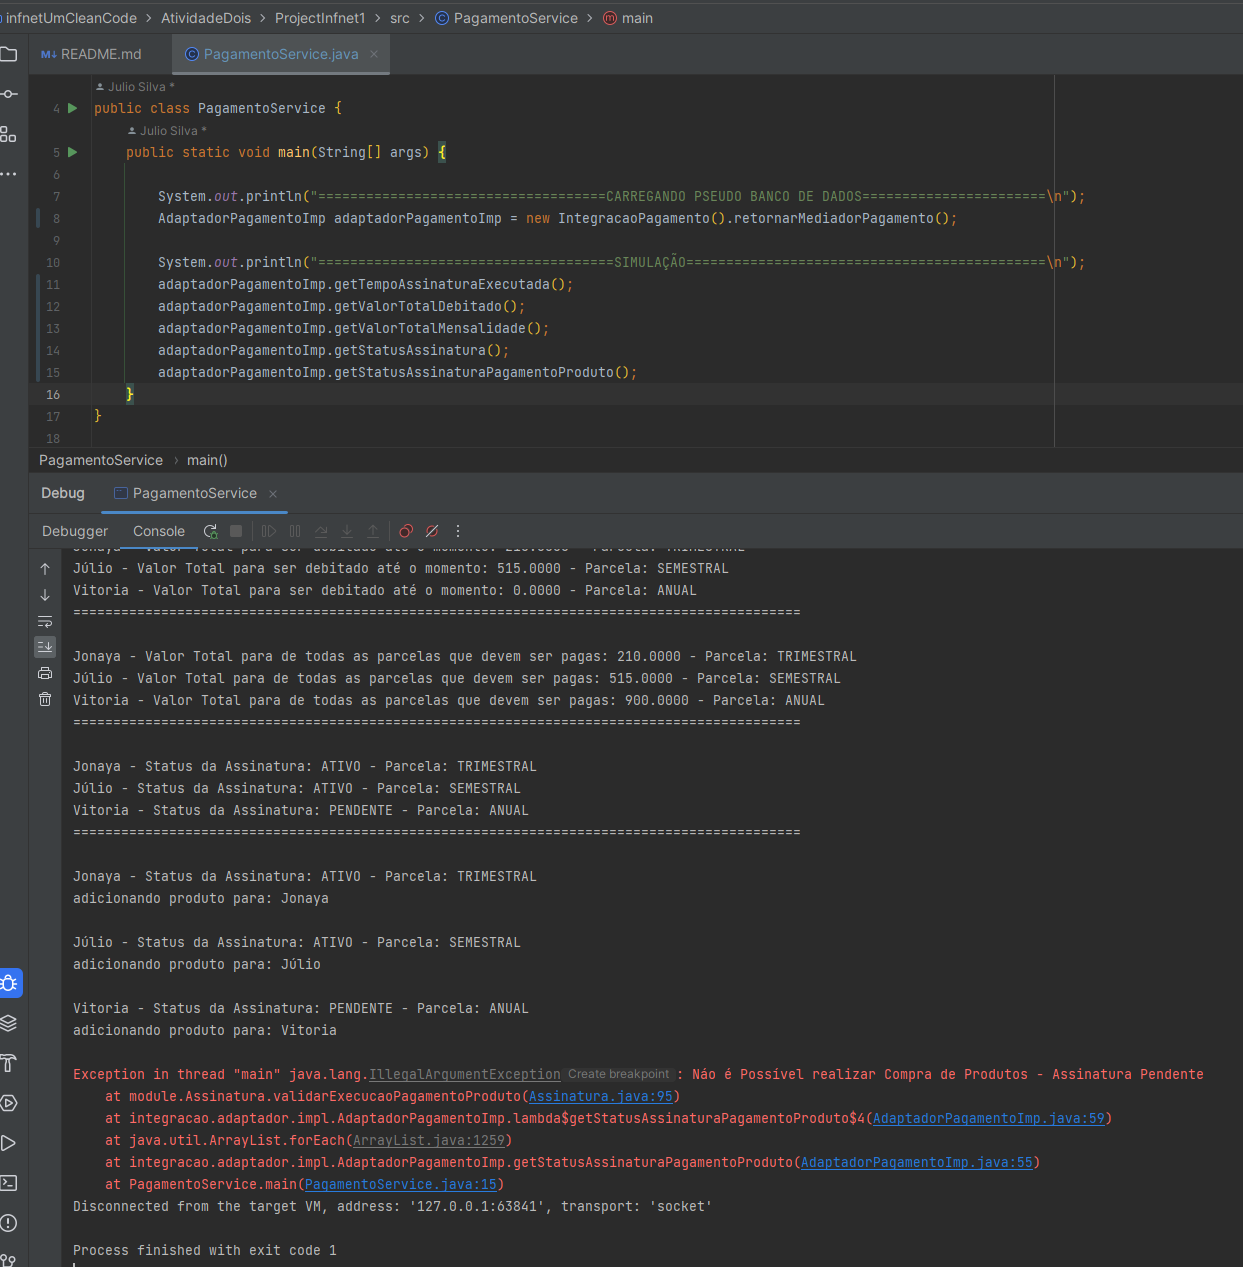 infnetUmCleanCode > AtividadeDois > ProjectInfnet1 > src > PagamentoService > main
README.md PagamentoService.java
Julio Silva *
4 public class PagamentoService {
Julio Silva *
5 public static void main(String[] args) {
6
7 System.out.println("====================================CARREGANDO PSEUDO BANCO DE DADOS=======================\n");
8 AdaptadorPagamentoImp adaptadorPagamentoImp = new IntegracaoPagamento().retornarMediadorPagamento();
9
10 System.out.println("=====================================SIMULAÇÃO=============================================\n");
11 adaptadorPagamentoImp.getTempoAssinaturaExecutada();
12 adaptadorPagamentoImp.getValorTotalDebitado();
13 adaptadorPagamentoImp.getValorTotalMensalidade();
14 adaptadorPagamentoImp.getStatusAssinatura();
15 adaptadorPagamentoImp.getStatusAssinaturaPagamentoProduto();
16 }
17 }
18
PagamentoService > main()
Debug PagamentoService
Debugger Console
Jonaya - Valor Total para ser debitado até o momento: 210.0000 - Parcela: TRIMESTRAL
Júlio - Valor Total para ser debitado até o momento: 515.0000 - Parcela: SEMESTRAL
Vitoria - Valor Total para ser debitado até o momento: 0.0000 - Parcela: ANUAL
===========================================================================================
Jonaya - Valor Total para de todas as parcelas que devem ser pagas: 210.0000 - Parcela: TRIMESTRAL
Júlio - Valor Total para de todas as parcelas que devem ser pagas: 515.0000 - Parcela: SEMESTRAL
Vitoria - Valor Total para de todas as parcelas que devem ser pagas: 900.0000 - Parcela: ANUAL
===========================================================================================
Jonaya - Status da Assinatura: ATIVO - Parcela: TRIMESTRAL
Júlio - Status da Assinatura: ATIVO - Parcela: SEMESTRAL
Vitoria - Status da Assinatura: PENDENTE - Parcela: ANUAL
===========================================================================================
Jonaya - Status da Assinatura: ATIVO - Parcela: TRIMESTRAL
adicionando produto para: Jonaya
Júlio - Status da Assinatura: ATIVO - Parcela: SEMESTRAL
adicionando produto para: Júlio
Vitoria - Status da Assinatura: PENDENTE - Parcela: ANUAL
adicionando produto para: Vitoria
Exception in thread "main" java.lang.IllegalArgumentException Create breakpoint : Náo é Possível realizar Compra de Produtos - Assinatura Pendente
at module.Assinatura.validarExecucaoPagamentoProduto(Assinatura.java:95)
at integracao.adaptador.impl.AdaptadorPagamentoImp.lambda$getStatusAssinaturaPagamentoProduto$4(AdaptadorPagamentoImp.java:59)
at java.util.ArrayList.forEach(ArrayList.java:1259)
at integracao.adaptador.impl.AdaptadorPagamentoImp.getStatusAssinaturaPagamentoProduto(AdaptadorPagamentoImp.java:55)
at PagamentoService.main(PagamentoService.java:15)
Disconnected from the target VM, address: '127.0.0.1:63841', transport: 'socket'
Process finished with exit code 1